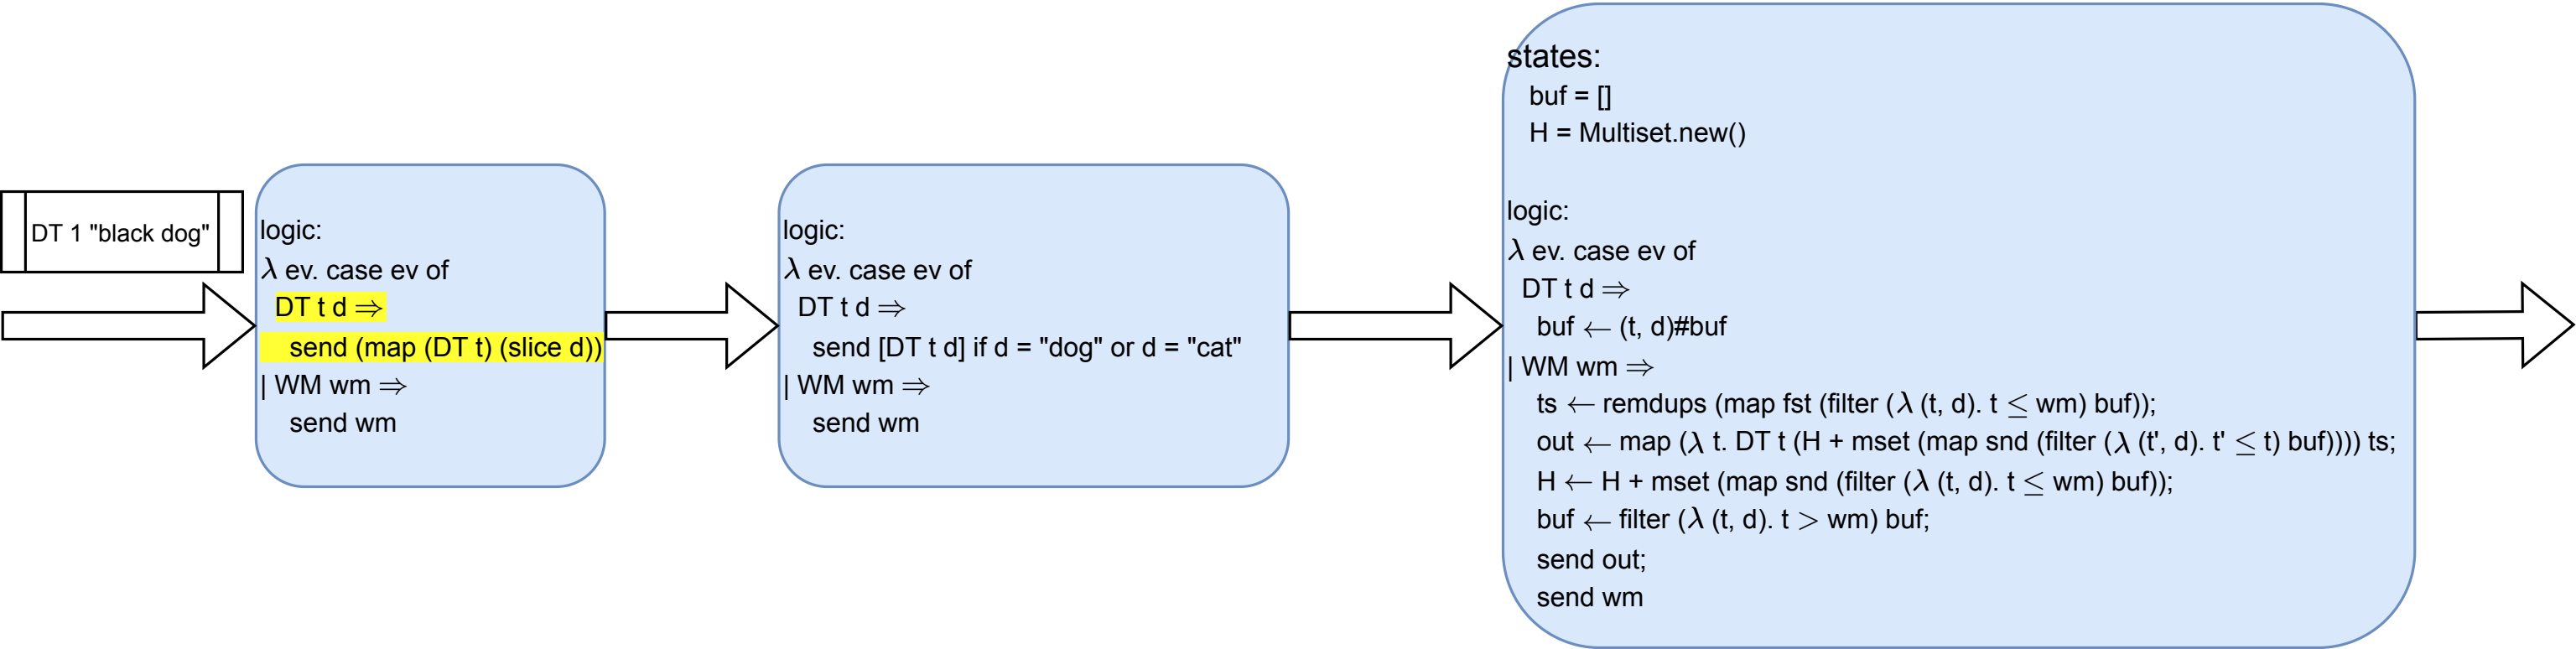 DT 1 "black dog"
logic:
λ ev. case ev of
DT t d ⇒
send (map (DT t) (slice d))
| WM wm ⇒
send wm
logic:
λ ev. case ev of
DT t d ⇒
send [DT t d] if d = "dog" or d = "cat"
| WM wm ⇒
send wm
states:
buf = []
H = Multiset.new()
logic:
λ ev. case ev of
DT t d ⇒
buf ← (t, d)#buf
| WM wm ⇒
ts ← remdups (map fst (filter (λ (t, d). t ≤ wm) buf));
out ← map (λ t. DT t (H + mset (map snd (filter (λ (t', d). t' ≤ t) buf)))) ts;
H ← H + mset (map snd (filter (λ (t, d). t ≤ wm) buf));
buf ← filter (λ (t, d). t > wm) buf;
send out;
send wm